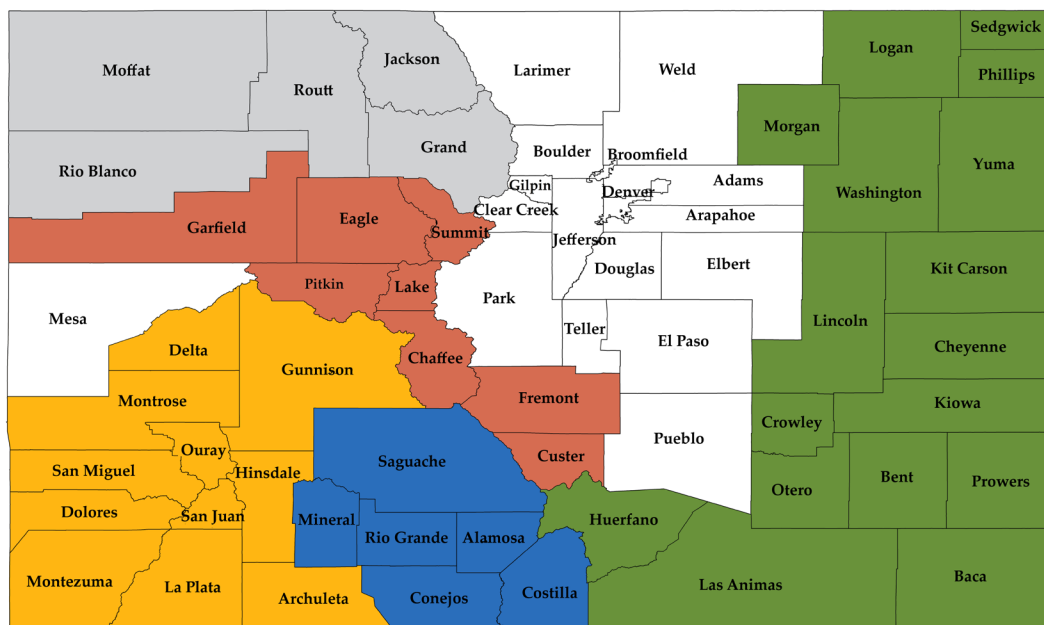 Sedgwick
Logan
Jackson
Moffat
Larimer
Weld
Phillips
Routt
Morgan
Grand
Boulder
Broomfield
Yuma
Rio Blanco
Gilpin
Denver
Adams
Washington
Clear Creek
Arapahoe
Eagle
Garfield
Summit
Jefferson
Douglas
Elbert
Kit Carson
Pitkin
Lake
Park
Mesa
Lincoln
Teller
El Paso
Cheyenne
Delta
Chaffee
Gunnison
Fremont
Montrose
Kiowa
Crowley
Pueblo
Ouray
Custer
San Miguel
Hinsdale
Saguache
Bent
Prowers
Otero
Dolores
San Juan
Mineral
Huerfano
Rio Grande
Alamosa
Montezuma
La Plata
Archuleta
Conejos
Costilla
Las Animas
Baca